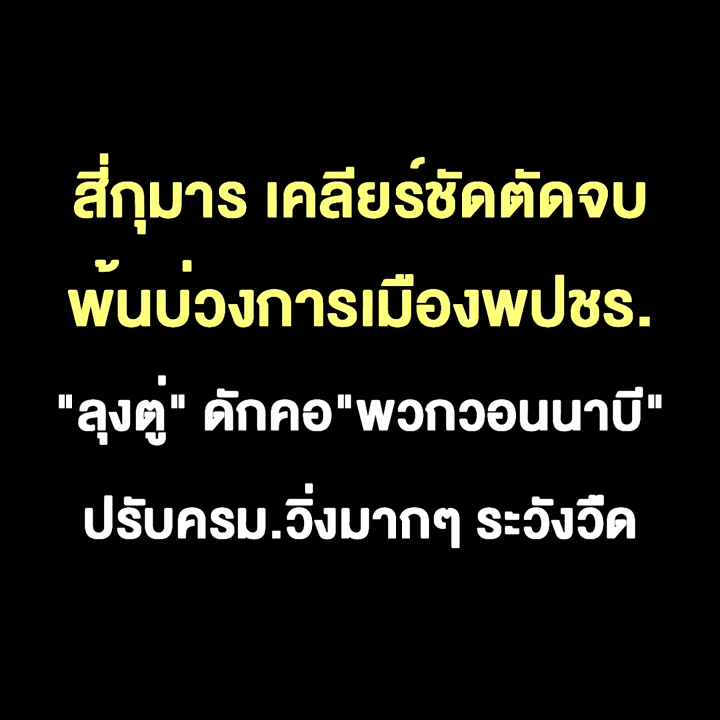 สี่กุมาร เคลียร์ชัดตัดจบ
พ้นบ่วงการเมืองพปชร.
"ลุงตู่" ดักคอ"พวกวอนนาบี"
ปรับครม.วิ่งมากๆ ระวังวืด